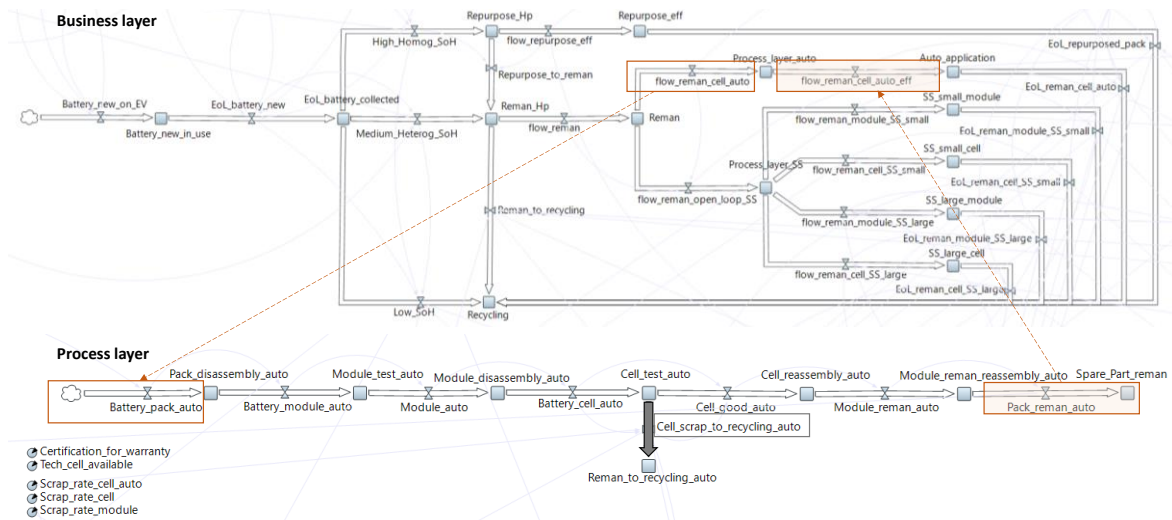 Business layer
Repurpose_Hp
Repurpose_eff
High_Homog_SoH
flow_repurpose_eff
EoL_repurposed_pack
Process_layer_auto
Auto_application
Repurpose_to_reman
flow_reman_cell_auto
flow_reman_cell_auto_eff
EoL_reman_cell_auto
Battery_new_on_EV
EoL_battery_new
EoL_battery_collected
Reman_Hp
SS_small_module
Battery_new_in_use
Medium_Heterog_SoH
flow_reman
Reman
flow_reman_module_SS_small
EoL_reman_module_SS_small
SS_small_cell
Process_layer_SS
flow_reman_cell_SS_small
EoL_reman_cell_SS_small
flow_reman_open_loop_SS
SS_large_module
Reman_to_recycling
flow_reman_module_SS_large
EoL_reman_module_SS_large
SS_large_cell
flow_reman_cell_SS_large
EoL_reman_cell_SS_large
Low_SoH
Recycling
Process layer
Pack_disassembly_auto
Module_test_auto
Module_disassembly_auto
Cell_test_auto
Cell_reassembly_auto
Module_reman_reassembly_auto
Spare_Part_reman
Battery_pack_auto
Battery_module_auto
Module_auto
Battery_cell_auto
Cell_good_auto
Module_reman_auto
Pack_reman_auto
Cell_scrap_to_recycling_auto
Reman_to_recycling_auto
Certification_for_warranty
Tech_cell_available
Scrap_rate_cell_auto
Scrap_rate_cell
Scrap_rate_module